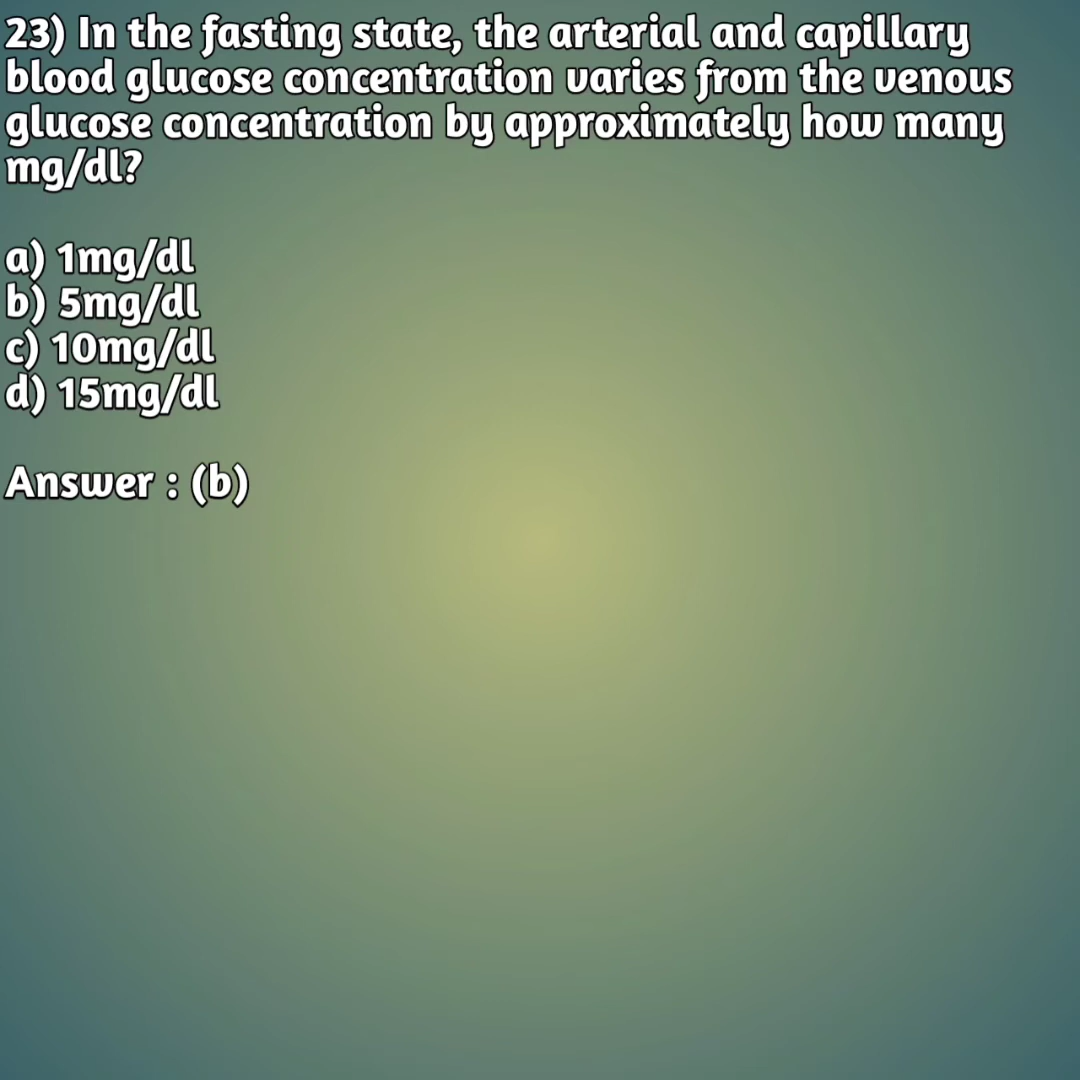 23) In the fasting state, the arterial and capillary
blood glucose concentration varies from the venous
glucose concentration by approximately how many
mg/dl?
a) 1mg/dl
b) 5mg/dl
c) 10mg/dl
d) 15mg/dl
Answer : (b)